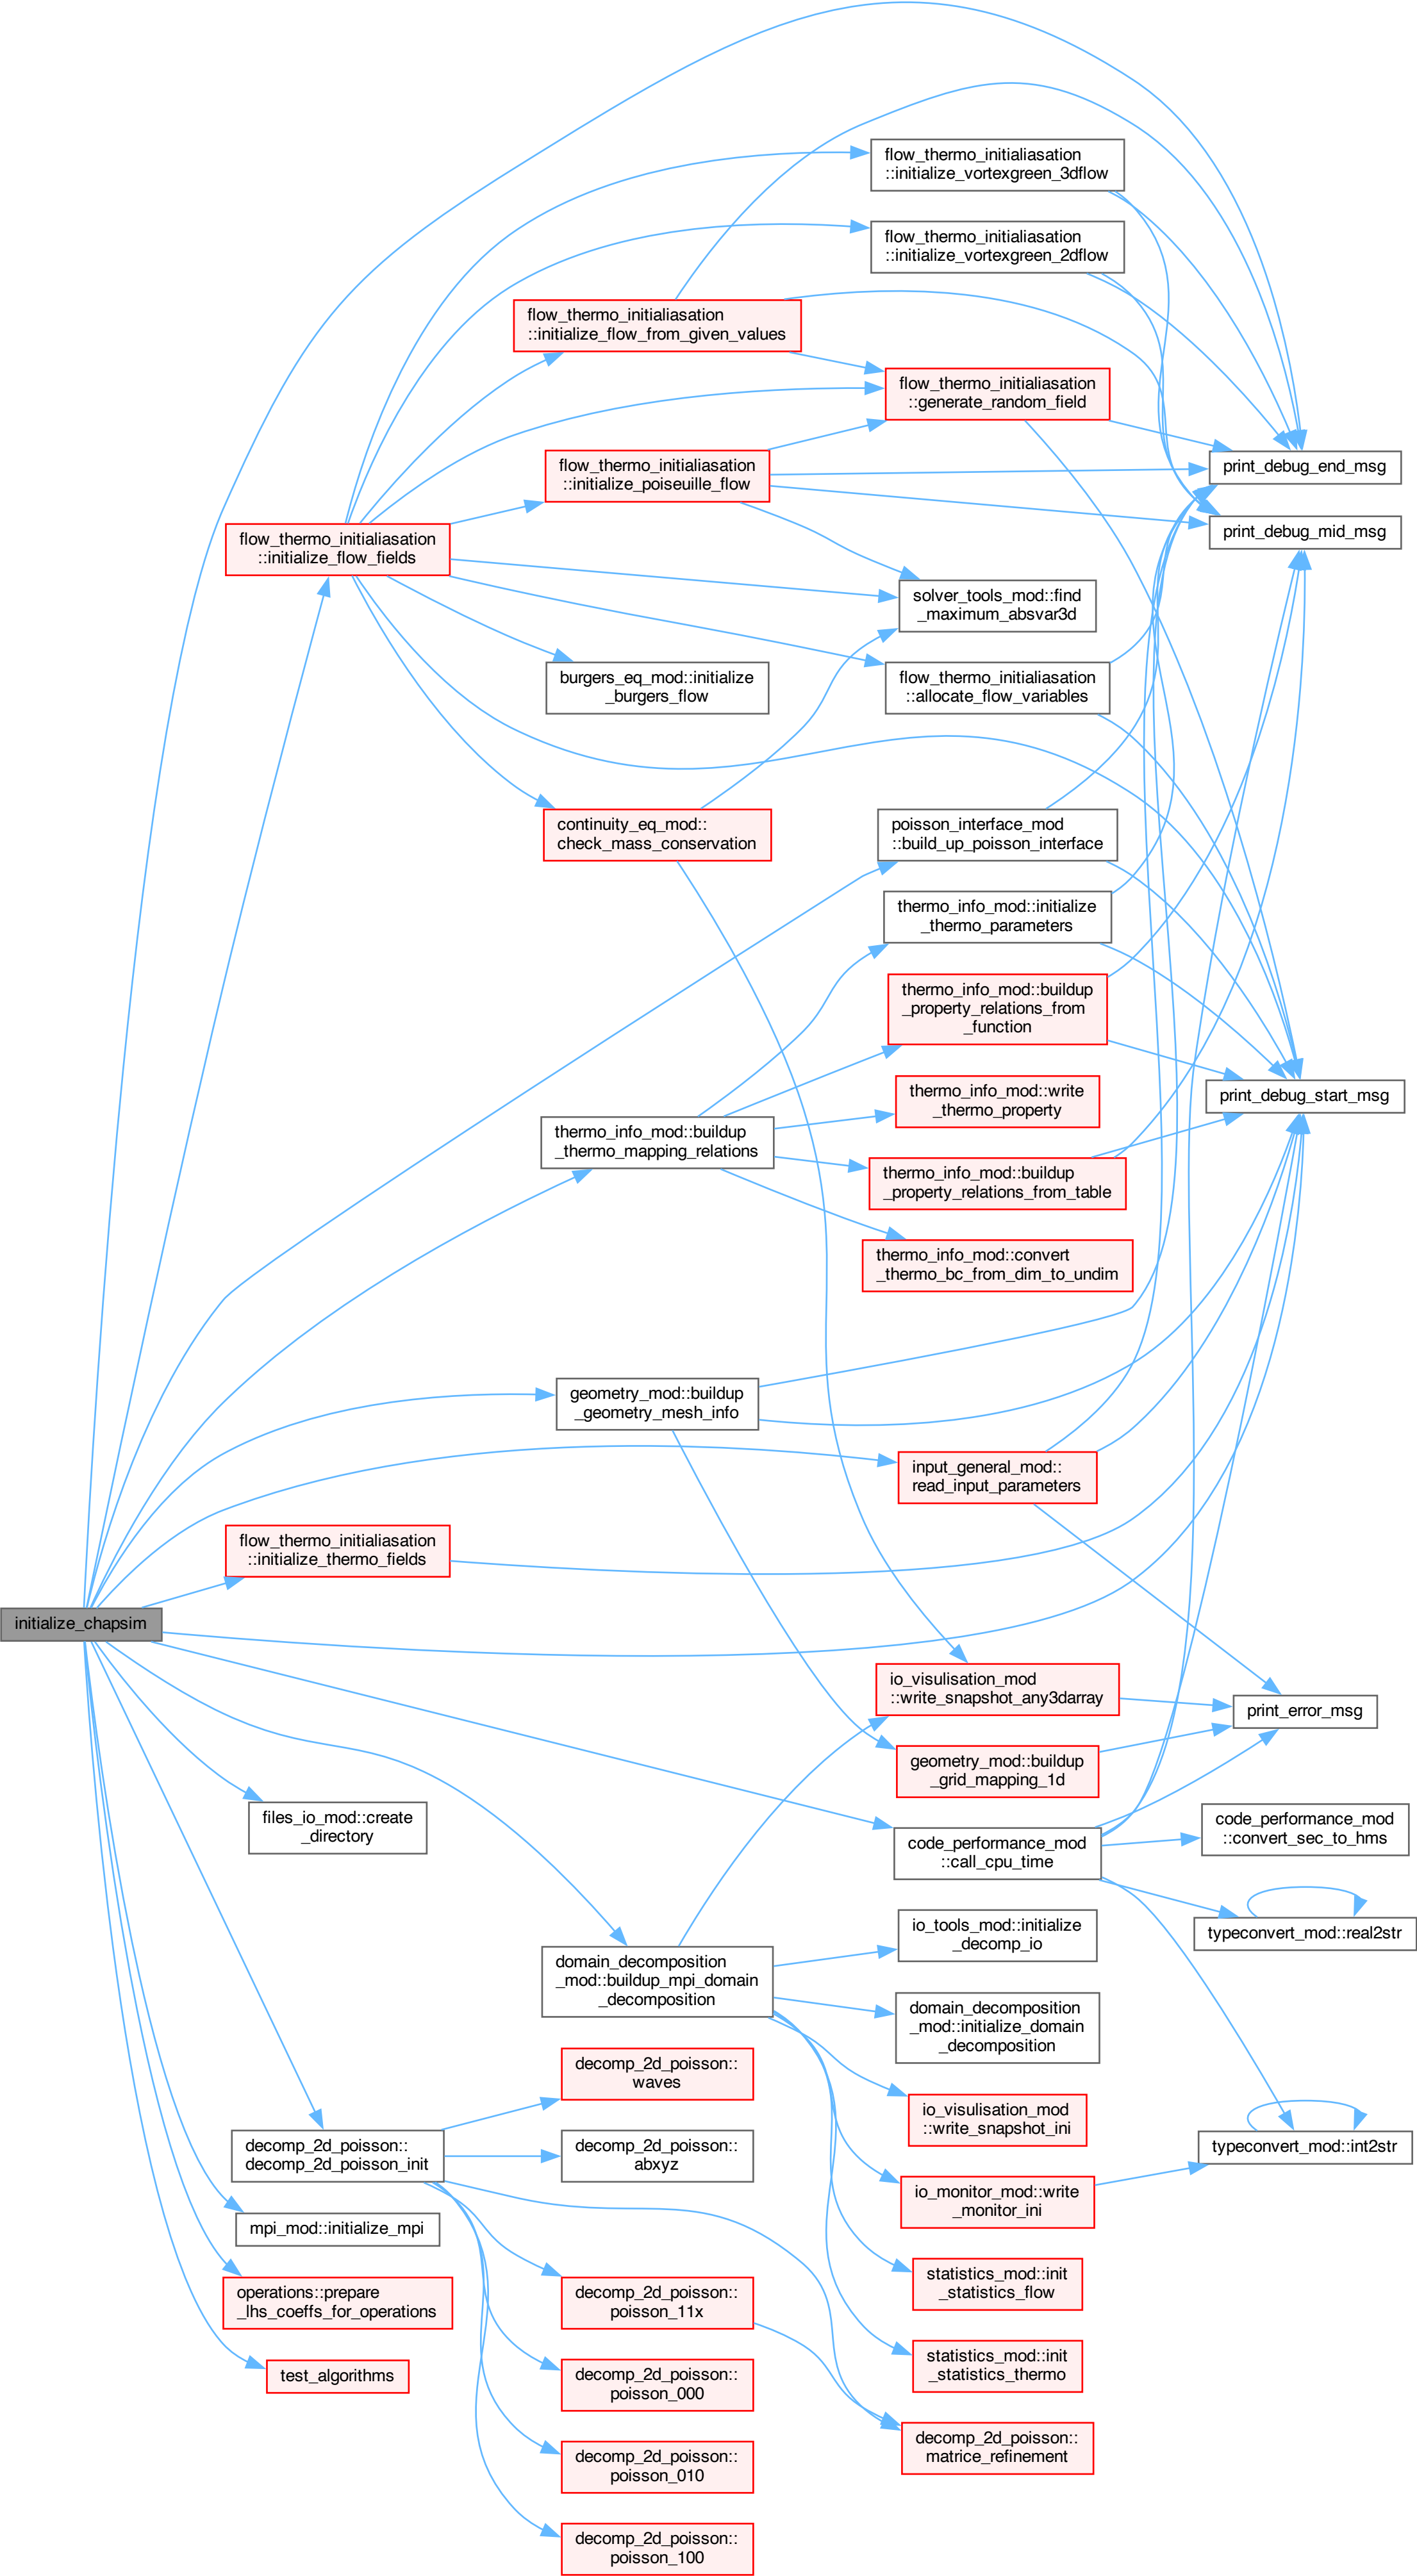 flow_thermo_initialiasation
::initialize_vortexgreen_3dflow
flow_thermo_initialiasation
::initialize_vortexgreen_2dflow
flow_thermo_initialiasation
::initialize_flow_from_given_values
flow_thermo_initialiasation
::generate_random_field
flow_thermo_initialiasation
::initialize_poiseuille_flow
print_debug_end_msg
print_debug_mid_msg
flow_thermo_initialiasation
::initialize_flow_fields
solver_tools_mod::find
_maximum_absvar3d
burgers_eq_mod::initialize
_burgers_flow
flow_thermo_initialiasation
::allocate_flow_variables
continuity_eq_mod::
check_mass_conservation
poisson_interface_mod
::build_up_poisson_interface
thermo_info_mod::initialize
_thermo_parameters
thermo_info_mod::buildup
_property_relations_from
_function
thermo_info_mod::write
_thermo_property
print_debug_start_msg
thermo_info_mod::buildup
_thermo_mapping_relations
thermo_info_mod::buildup
_property_relations_from_table
thermo_info_mod::convert
_thermo_bc_from_dim_to_undim
geometry_mod::buildup
_geometry_mesh_info
input_general_mod::
read_input_parameters
flow_thermo_initialiasation
::initialize_thermo_fields
initialize_chapsim
io_visulisation_mod
::write_snapshot_any3darray
print_error_msg
geometry_mod::buildup
_grid_mapping_1d
files_io_mod::create
_directory
code_performance_mod
::call_cpu_time
code_performance_mod
::convert_sec_to_hms
typeconvert_mod::real2str
io_tools_mod::initialize
_decomp_io
domain_decomposition
_mod::buildup_mpi_domain
_decomposition
domain_decomposition
_mod::initialize_domain
_decomposition
decomp_2d_poisson::
waves
io_visulisation_mod
::write_snapshot_ini
decomp_2d_poisson::
decomp_2d_poisson_init
decomp_2d_poisson::
abxyz
typeconvert_mod::int2str
io_monitor_mod::write
_monitor_ini
mpi_mod::initialize_mpi
operations::prepare
_lhs_coeffs_for_operations
decomp_2d_poisson::
poisson_11x
statistics_mod::init
_statistics_flow
test_algorithms
decomp_2d_poisson::
poisson_000
statistics_mod::init
_statistics_thermo
decomp_2d_poisson::
matrice_refinement
decomp_2d_poisson::
poisson_010
decomp_2d_poisson::
poisson_100